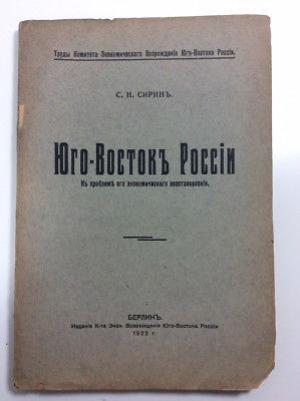 Труды Комитета Экономическаго Возрожденія Юго-Востока Россіи.
С. Н. СИРИНЪ.
Юго-Востокъ Россіи
Къ проблемѣ его экономическаго возстановленія.
БЕРЛИНЪ.
Изданіе К-та Экон. Возрожденія Юго-Востока Россіи
1922 г.